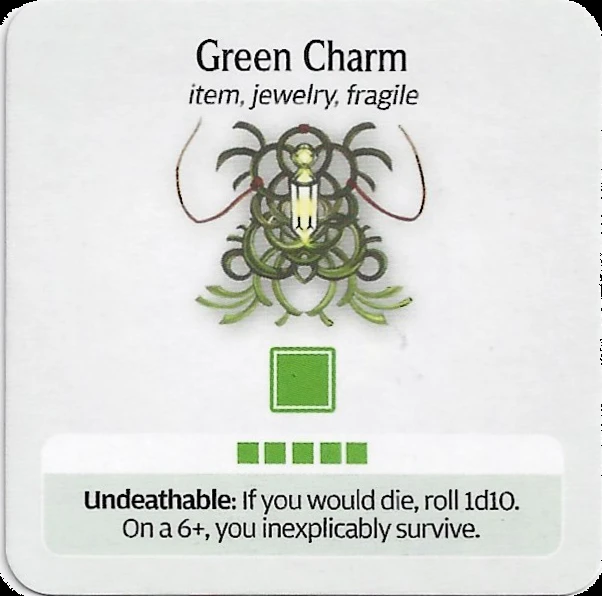 Green Charm
item, jewelry, fragile
Undeathable: If you would die, roll 1d10.
On a 6+, you inexplicably survive.